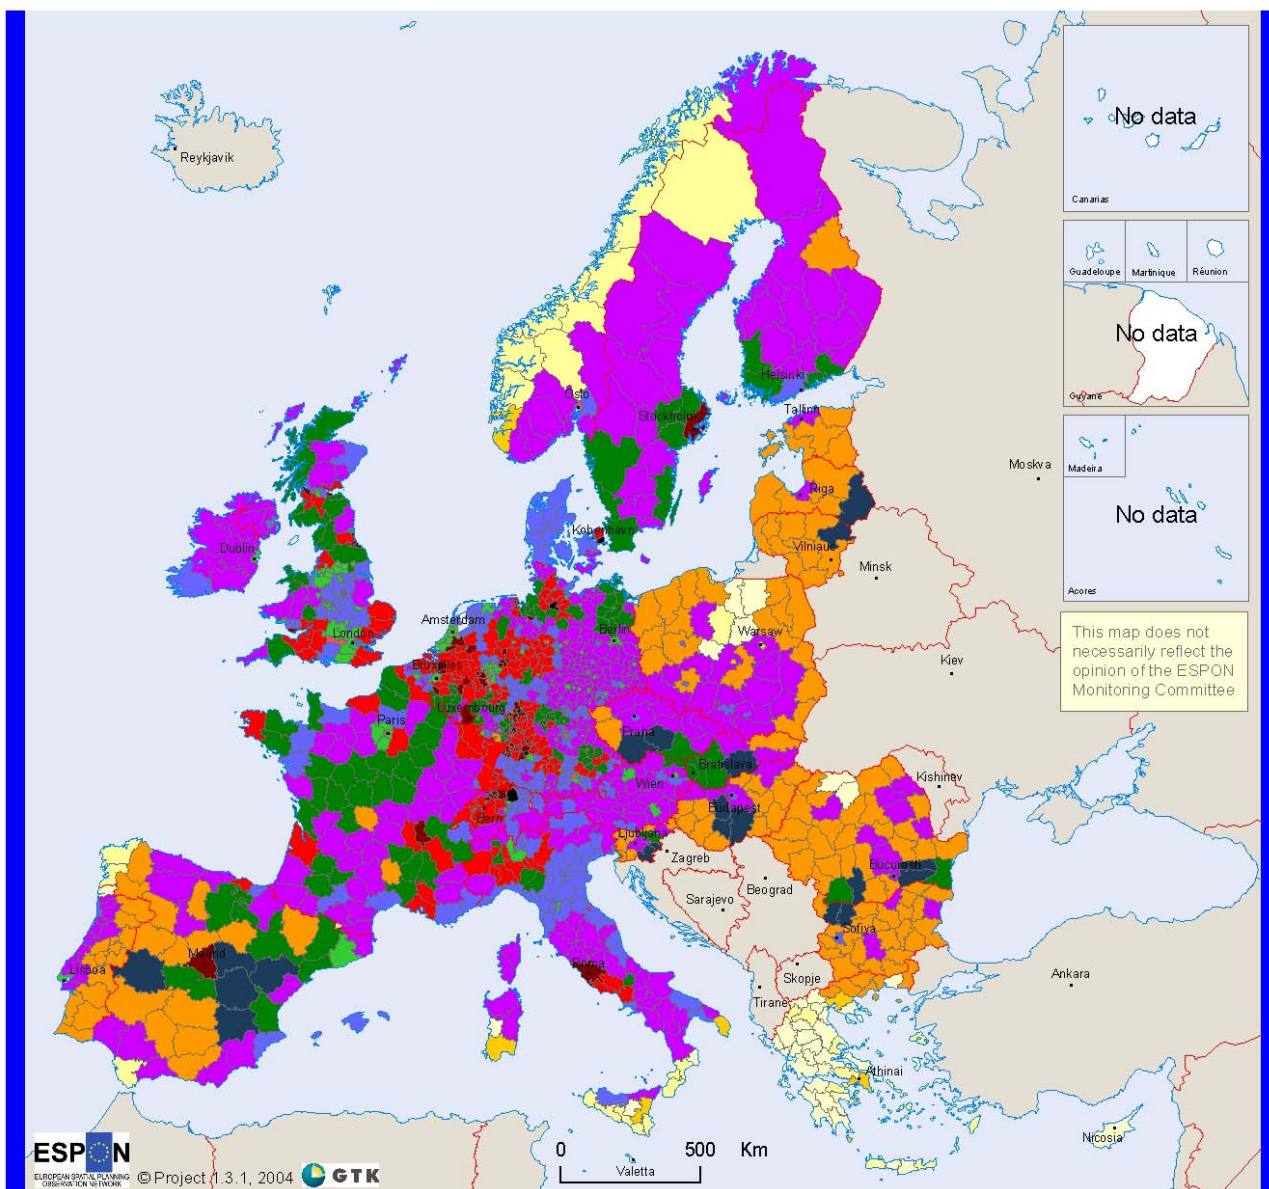 No data
Canarias
Guadeloupe
Martinique
Réunion
No data
Guyane
Madeira
No data
Acores
This map does not
necessarily reflect the
opinion of the ESPON
Monitoring Committee
Reykjavik
Helsinki
Oslo
Stockholm
Tallinn
Moskva
Riga
Kobenhavn
Dublin
Vilniaus
Minsk
Amsterdam
London
Berlin
Warsaw
Bruxelles
Kiev
Luxembourg
Paris
Praha
Bratislava
Wien
Kishinev
Budapest
Bern
Ljubljana
Zagreb
Bucuresti
Beograd
Sarajevo
Sofiya
Madrid
Roma
Lisboa
Skopje
Tirane
Ankara
Athinai
Nicosia
0 500 Km
Valetta
ESPON
EUROPEAN SPATIAL PLANNING
OBSERVATION NETWORK
© Project 1.3.1, 2004
GTK